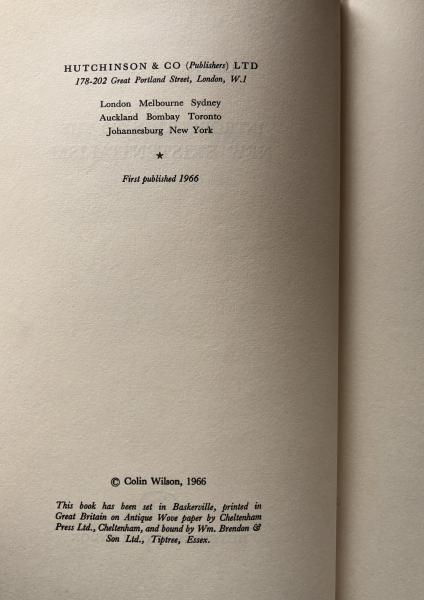 HUTCHINSON & CO (Publishers) LTD
178-202 Great Portland Street, London, W.1
London Melbourne Sydney
Auckland Bombay Toronto
Johannesburg New York
★
First published 1966
© Colin Wilson, 1966
This book has been set in Baskerville, printed in
Great Britain on Antique Wove paper by Cheltenham
Press Ltd., Cheltenham, and bound by Wm. Brendon &
Son Ltd., Tiptree, Essex.